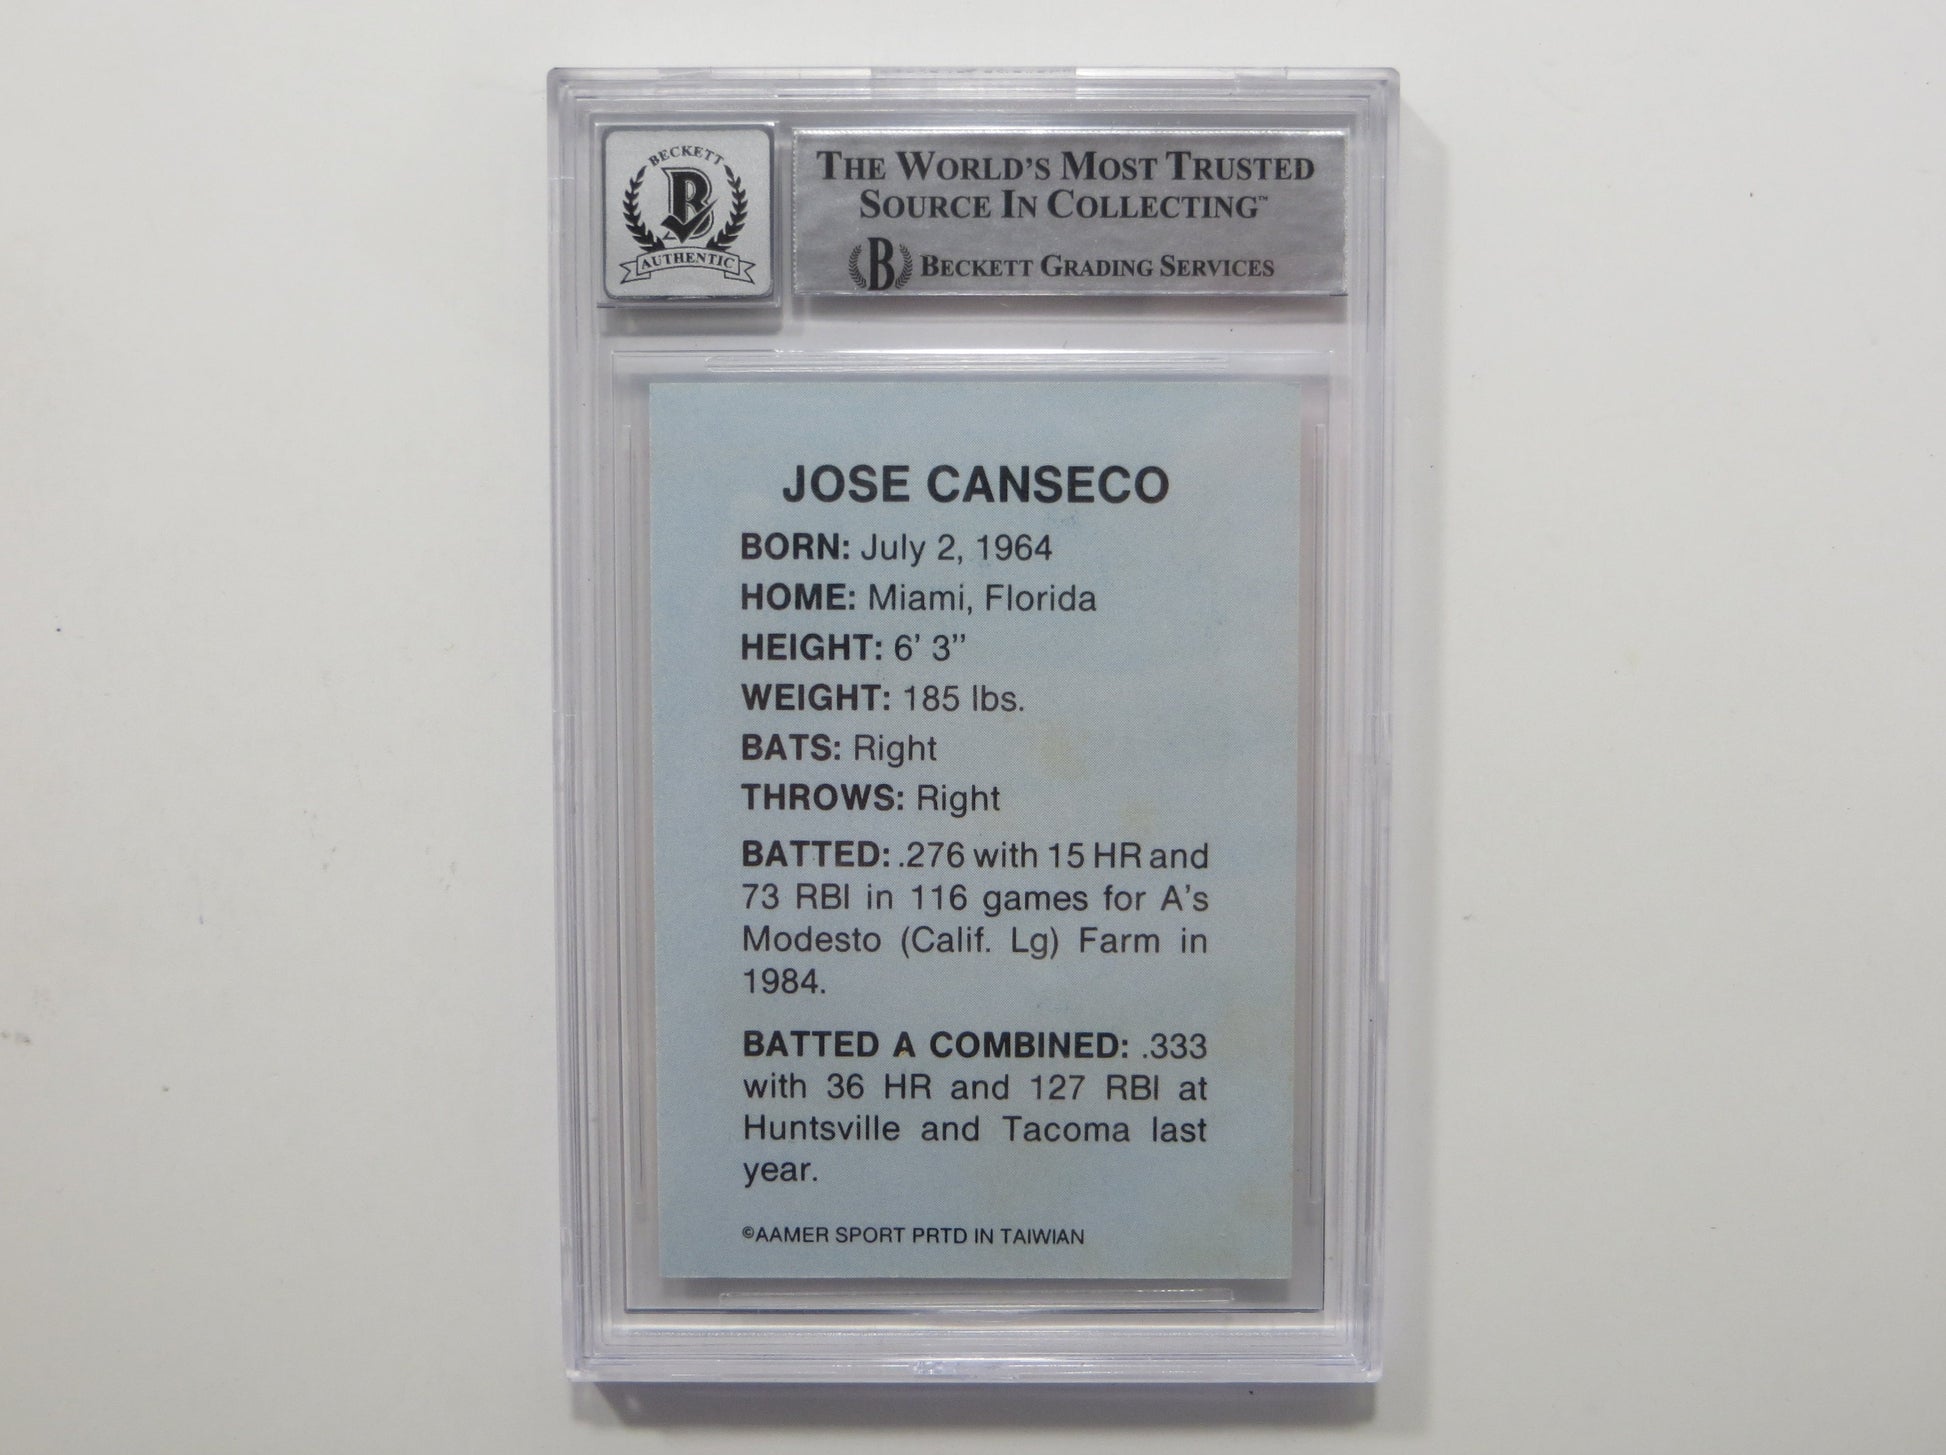 BECKETT
B
AUTHENTIC
THE WORLD'S MOST TRUSTED
SOURCE IN COLLECTING™
B BECKETT GRADING SERVICES
JOSE CANSECO
BORN: July 2, 1964
HOME: Miami, Florida
HEIGHT: 6’ 3”
WEIGHT: 185 lbs.
BATS: Right
THROWS: Right
BATTED: .276 with 15 HR and
73 RBI in 116 games for A’s
Modesto (Calif. Lg) Farm in
1984.
BATTED A COMBINED: .333
with 36 HR and 127 RBI at
Huntsville and Tacoma last
year.
©AAMER SPORT PRTD IN TAIWIAN